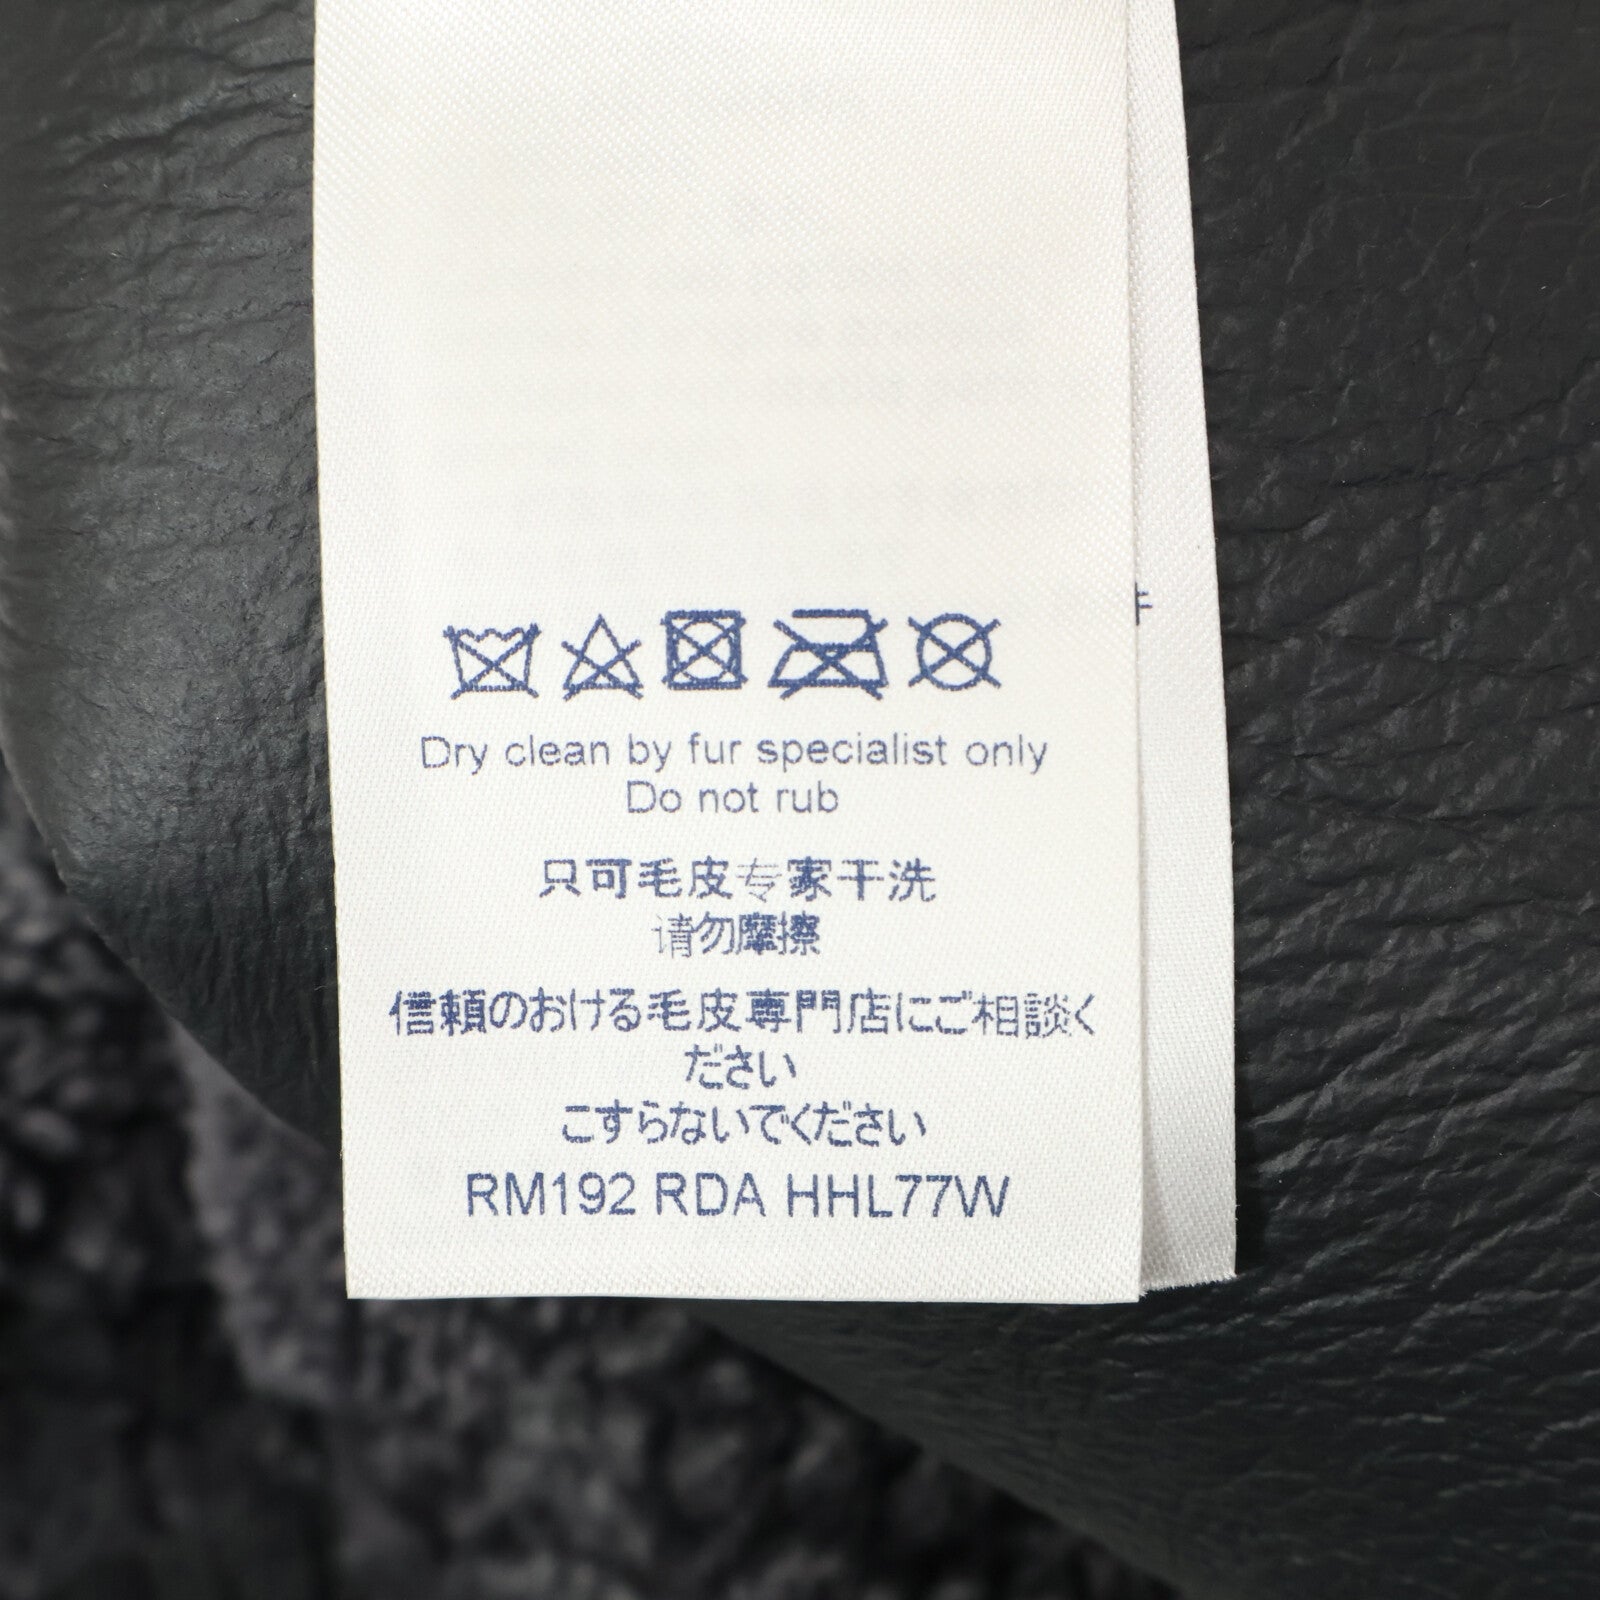 Dry clean by fur specialist only
Do not rub
只可毛皮专家干洗
请勿摩擦
信頼のおける毛皮専門店にご相談く
ださい
こすらないでください
RM192 RDA HHL77W